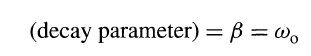 (decay parameter) = β = ωₒ